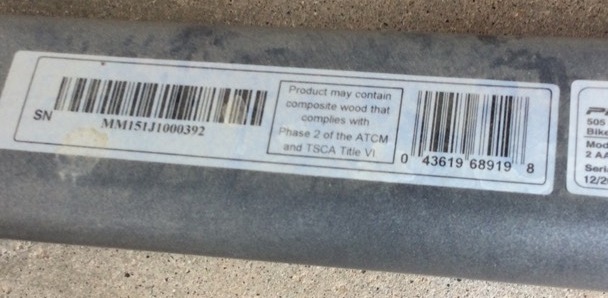 SN
MM151J1000392
Product may contain
composite wood that
complies with
Phase 2 of the ATCM
and TSCA Title VI
0 43619 68919 8
505
Bike
Mod
2 AA
Seri
12/20